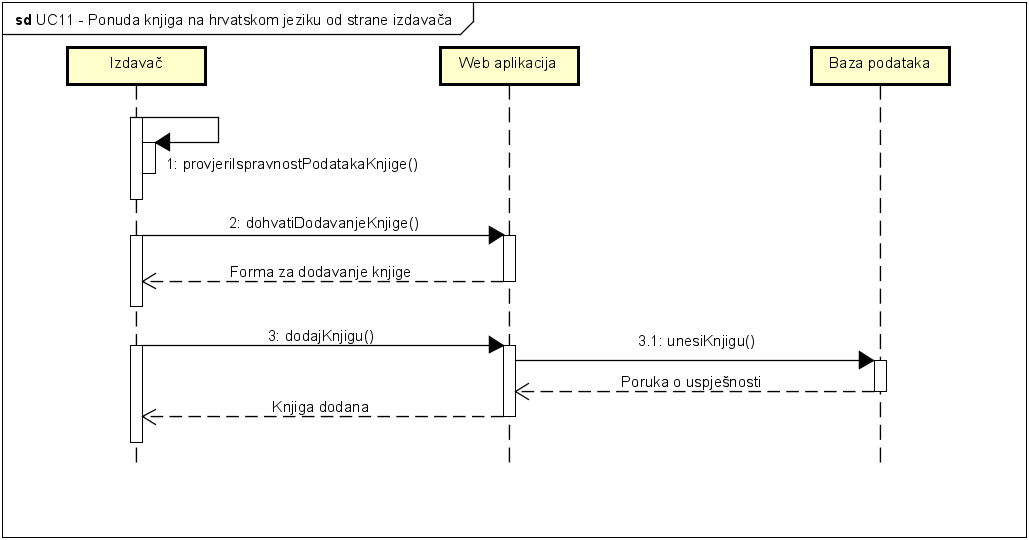 sd UC11 - Ponuda knjiga na hrvatskom jeziku od strane izdavača
Izdavač
Web aplikacija
Baza podataka
1: provjeriIspravnostPodatakaKnjige()
2: dohvatiDodavanjeKnjige()
Forma za dodavanje knjige
3: dodajKnjigu()
3.1: unesiKnjigu()
Poruka o uspješnosti
Knjiga dodana